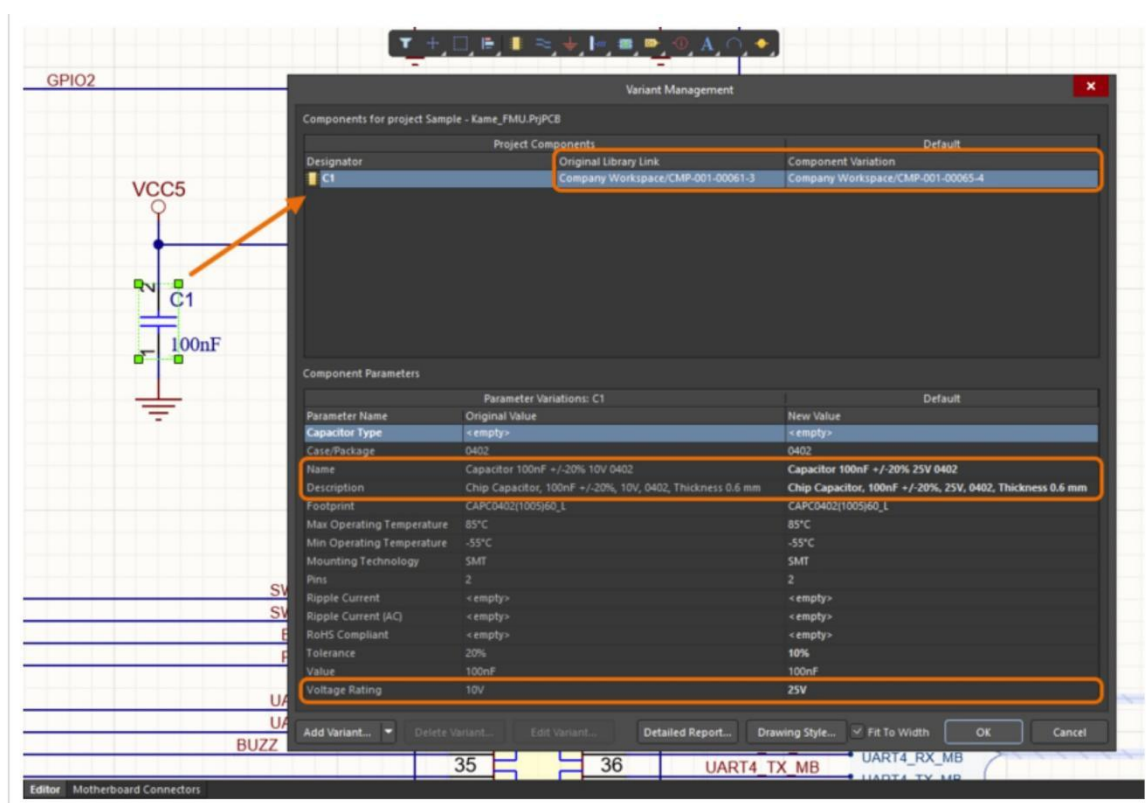 GPIO2
Variant Management
Components for project Sample - Kame_FMU.PrjPCB
Project Components Default
Designator Original Library Link Component Variation
C1 Company Workspace/CMP-001-00061-3 Company Workspace/CMP-001-00065-4
VCC5
2
C1
100nF
1
Component Parameters
Parameter Variations: C1 Default
Parameter Name Original Value New Value
Capacitor Type <empty> <empty>
Case/Package 0402 0402
Name Capacitor 100nF +/-20% 10V 0402 Capacitor 100nF +/-20% 25V 0402
Description Chip Capacitor, 100nF +/-20%, 10V, 0402, Thickness 0.6 mm Chip Capacitor, 100nF +/-20%, 25V, 0402, Thickness 0.6 mm
Footprint CAPC0402(1005)60_L CAPC0402(1005)60_L
Max Operating Temperature 85°C 85°C
Min Operating Temperature -55°C -55°C
Mounting Technology SMT SMT
Pins 2 2
Ripple Current <empty> <empty>
Ripple Current (AC) <empty> <empty>
RoHS Compliant <empty> <empty>
Tolerance 20% 10%
Value 100nF 100nF
Voltage Rating 10V 25V
Add Variant... Delete Variant... Edit Variant... Detailed Report... Drawing Style... Fit To Width OK Cancel
BUZZ
35 36 UART4_TX_MB UART4_RX_MB
UART4_TX_MB
Editor Motherboard Connectors